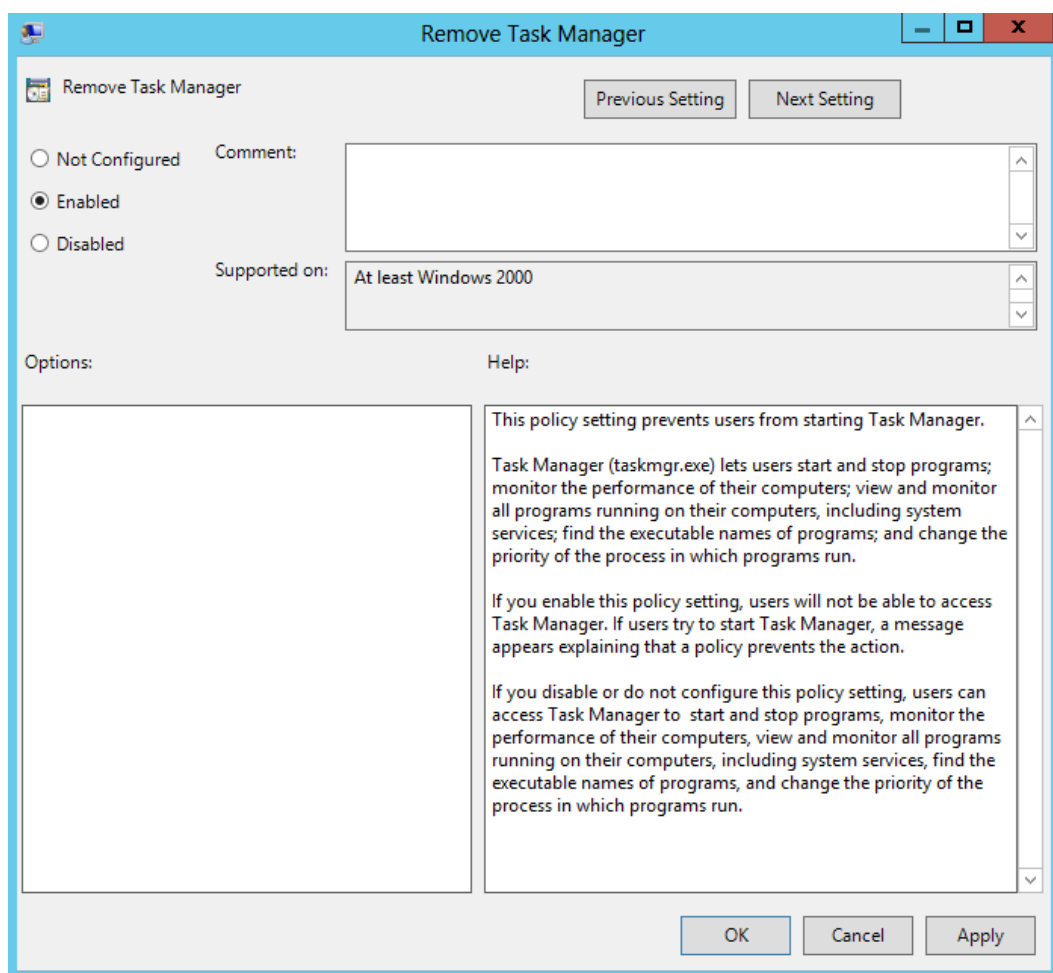 Remove Task Manager
Remove Task Manager
Previous Setting
Next Setting
Not Configured
Enabled
Disabled
Comment:
Supported on:
At least Windows 2000
Options:
Help:
This policy setting prevents users from starting Task Manager.
Task Manager (taskmgr.exe) lets users start and stop programs;
monitor the performance of their computers; view and monitor
all programs running on their computers, including system
services; find the executable names of programs; and change the
priority of the process in which programs run.
If you enable this policy setting, users will not be able to access
Task Manager. If users try to start Task Manager, a message
appears explaining that a policy prevents the action.
If you disable or do not configure this policy setting, users can
access Task Manager to  start and stop programs, monitor the
performance of their computers, view and monitor all programs
running on their computers, including system services, find the
executable names of programs, and change the priority of the
process in which programs run.
OK
Cancel
Apply